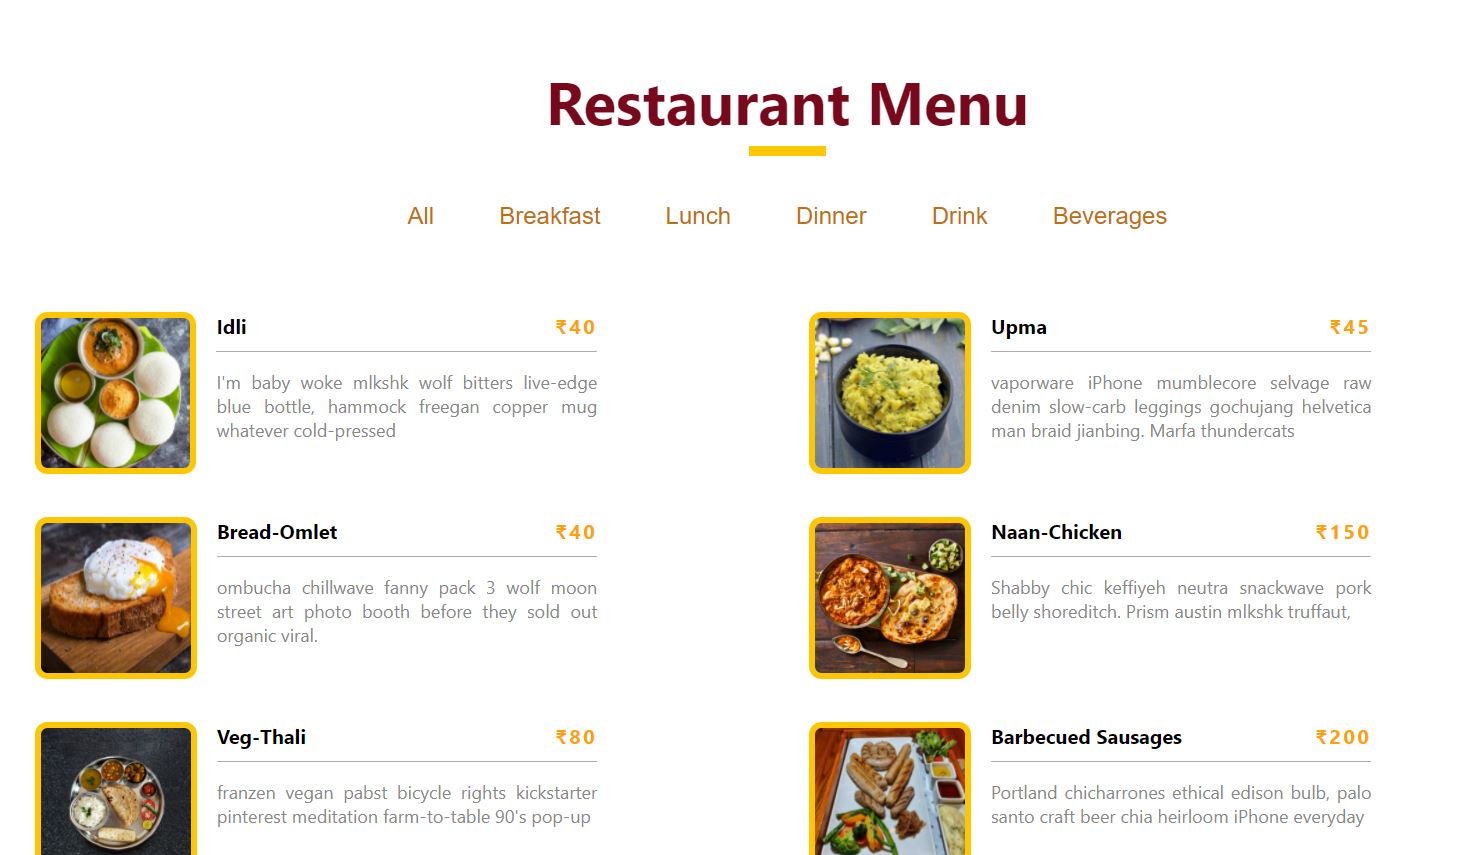 Restaurant Menu
All Breakfast Lunch Dinner Drink Beverages
Idli ₹40
I'm baby woke mlkshk wolf bitters live-edge
blue bottle, hammock freegan copper mug
whatever cold-pressed
Upma ₹45
vaporware iPhone mumblecore selvage raw
denim slow-carb leggings gochujang helvetica
man braid jianbing. Marfa thundercats
Bread-Omlet ₹40
ombucha chillwave fanny pack 3 wolf moon
street art photo booth before they sold out
organic viral.
Naan-Chicken ₹150
Shabby chic keffiyeh neutra snackwave pork
belly shoreditch. Prism austin mlkshk truffaut,
Veg-Thali ₹80
franzen vegan pabst bicycle rights kickstarter
pinterest meditation farm-to-table 90's pop-up
Barbecued Sausages ₹200
Portland chicharrones ethical edison bulb, palo
santo craft beer chia heirloom iPhone everyday